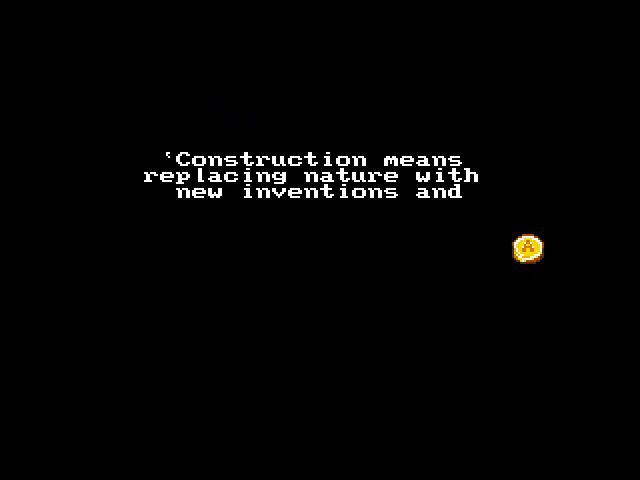 ‘Construction means
replacing nature with
new inventions and
A